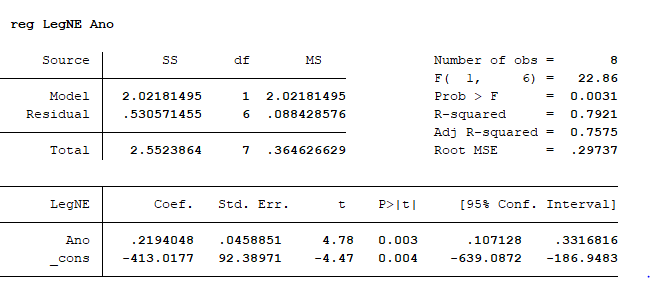 reg LegNE Ano
Source SS df MS Number of obs = 8
F( 1, 6) = 22.86
Model 2.02181495 1 2.02181495 Prob > F = 0.0031
Residual .530571455 6 .088428576 R-squared = 0.7921
Adj R-squared = 0.7575
Total 2.5523864 7 .364626629 Root MSE = .29737
LegNE Coef. Std. Err. t P>|t| [95% Conf. Interval]
Ano .2194048 .0458851 4.78 0.003 .107128 .3316816
_cons -413.0177 92.38971 -4.47 0.004 -639.0872 -186.9483